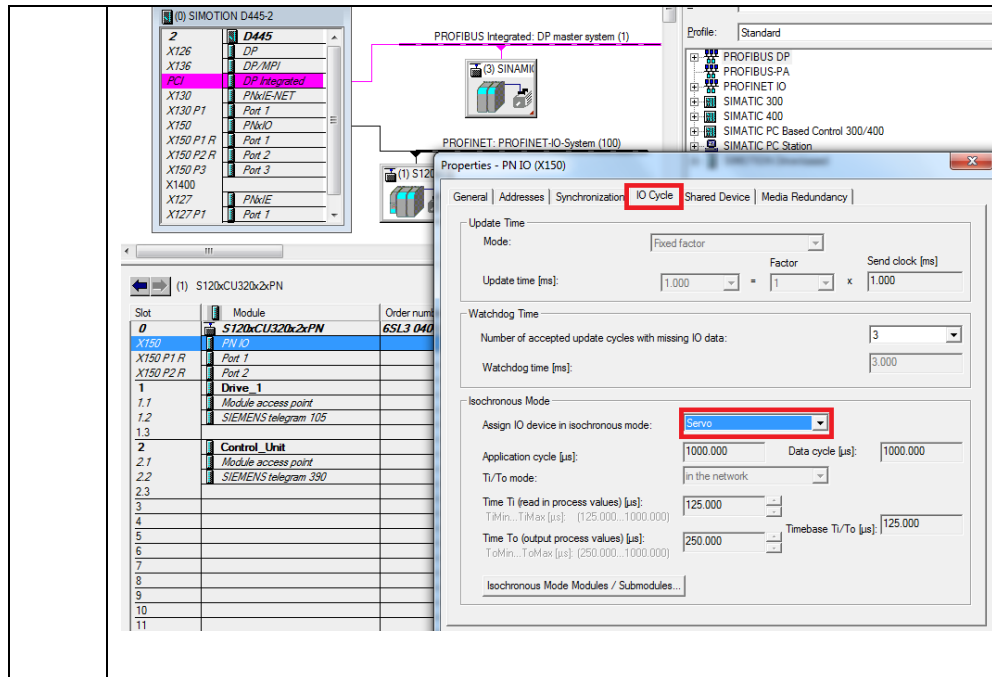 (0) SIMOTION D445-2
2 D445
X126 DP
X136 DP/MPI
PCI DP Integrated
X130 PNxIE-NET
X130 P1 Port 1
X150 PNxIO
X150 P1 R Port 1
X150 P2 R Port 2
X150 P3 Port 3
X1400
X127 PNxIE
X127 P1 Port 1
PROFIBUS Integrated: DP master system (1)
(3) SINAMI
PROFINET: PROFINET-IO-System (100)
(1) S120
Profile: Standard
PROFIBUS DP
PROFIBUS-PA
PROFINET IO
SIMATIC 300
SIMATIC 400
SIMATIC PC Based Control 300/400
SIMATIC PC Station
(1) S120xCU320x2xPN
Slot Module Order numb
0 S120xCU320x2xPN 6SL3 040
X150 PN IO
X150 P1 R Port 1
X150 P2 R Port 2
1 Drive_1
1.1 Module access point
1.2 SIEMENS telegram 105
1.3
2 Control_Unit
2.1 Module access point
2.2 SIEMENS telegram 390
2.3
3
4
5
6
7
8
9
10
11
Properties - PN IO (X150)
General Addresses Synchronization IO Cycle Shared Device Media Redundancy
Update Time
Mode: Fixed factor
Factor Send clock [ms]
Update time [ms]: 1.000 = 1 x 1.000
Watchdog Time
Number of accepted update cycles with missing IO data: 3
Watchdog time [ms]: 3.000
Isochronous Mode
Assign IO device in isochronous mode: Servo
Application cycle [µs]: 1000.000 Data cycle [µs]: 1000.000
Ti/To mode: in the network
Time Ti (read in process values) [µs]: 125.000
TiMin...TiMax [µs]: (125.000...1000.000)
Timebase Ti/To [µs]: 125.000
Time To (output process values) [µs]: 250.000
ToMin...ToMax [µs]: (250.000...1000.000)
Isochronous Mode Modules / Submodules...